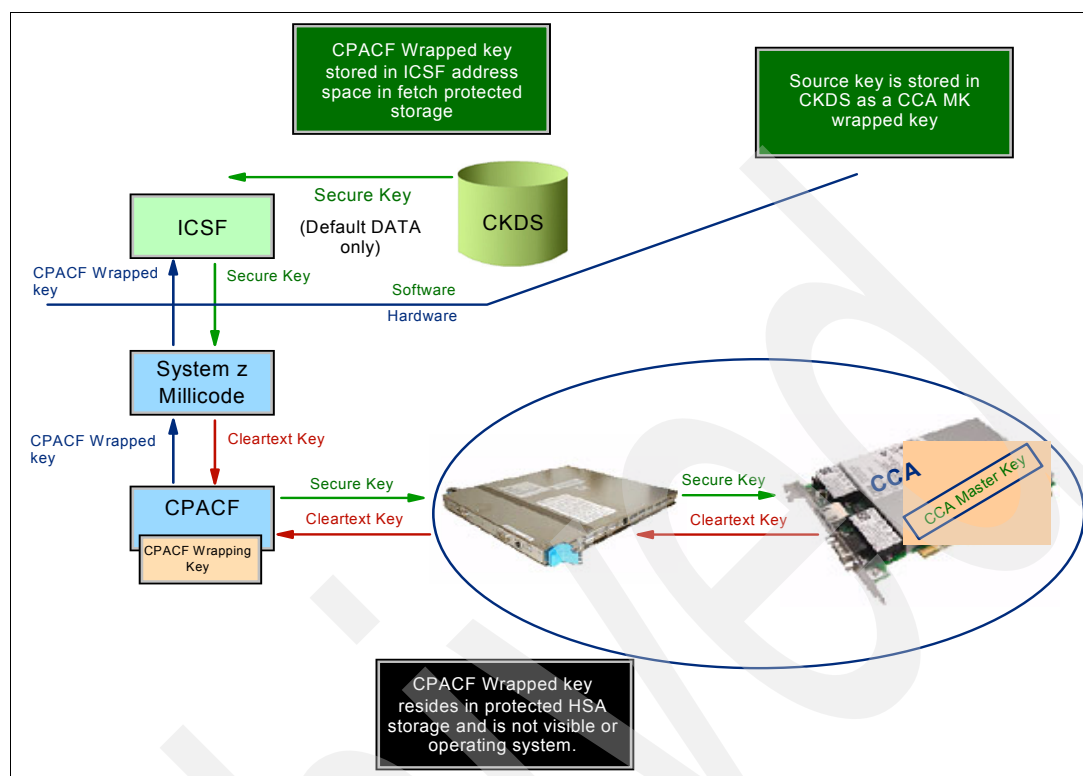 CPACF Wrapped key
stored in ICSF address
space in fetch protected
storage
Source key is stored in
CKDS as a CCA MK
wrapped key
Secure Key
(Default DATA
only)
CKDS
ICSF
CPACF Wrapped
key
Secure Key
Software
Hardware
System z
Millicode
CPACF Wrapped
key
Cleartext Key
CPACF
CPACF Wrapping
Key
Secure Key
Cleartext Key
Secure Key
Cleartext Key
CCA
CCA Master Key
CPACF Wrapped key
resides in protected HSA
storage and is not visible or
operating system.